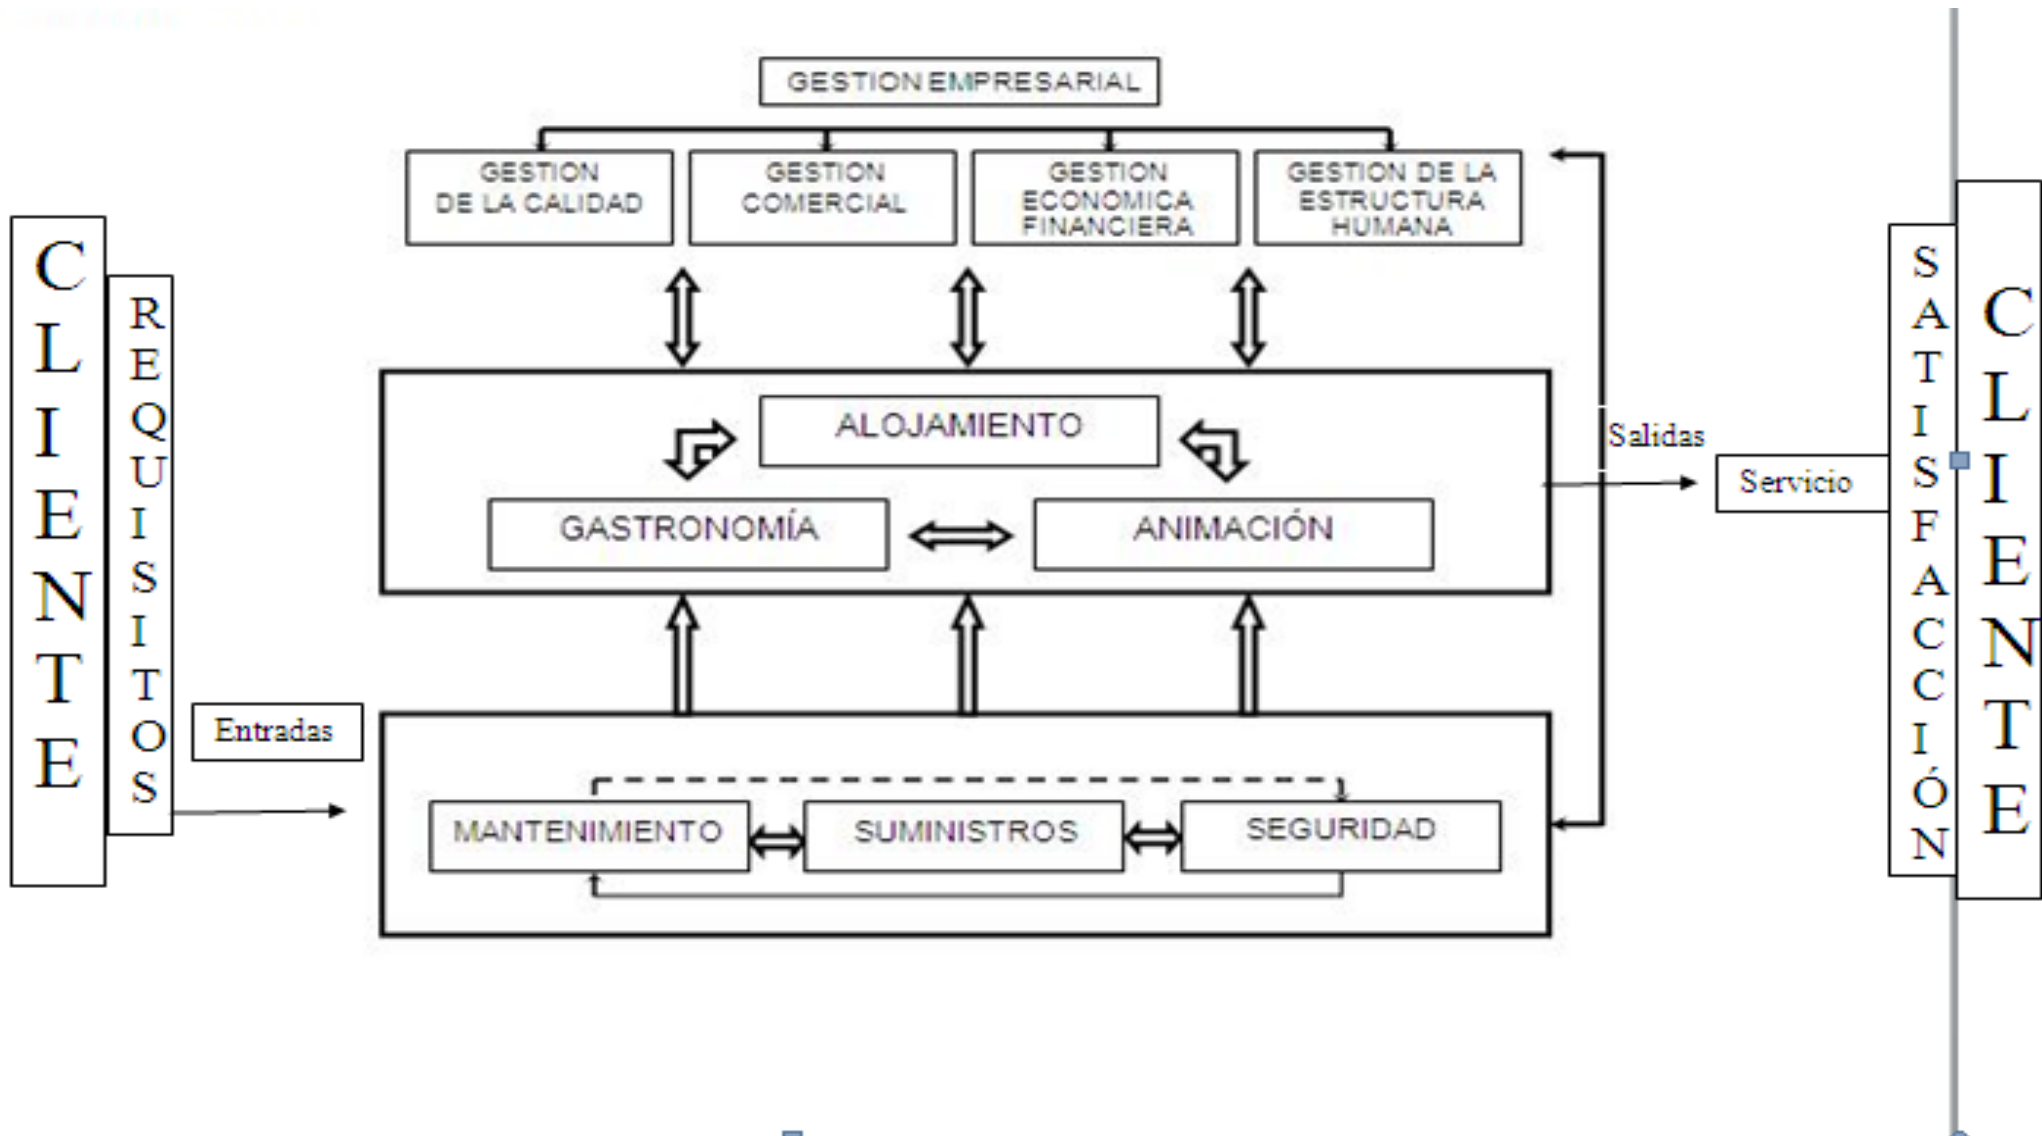 GESTION EMPRESARIAL
GESTION
DE LA CALIDAD
GESTION
COMERCIAL
GESTION
ECONOMICA
FINANCIERA
GESTION DE LA
ESTRUCTURA
HUMANA
CLIENTE
REQUISITOS
Entradas
ALOJAMIENTO
GASTRONOMÍA
ANIMACIÓN
MANTENIMIENTO
SUMINISTROS
SEGURIDAD
Salidas
Servicio
SATISFACCIÓN
CLIENTE